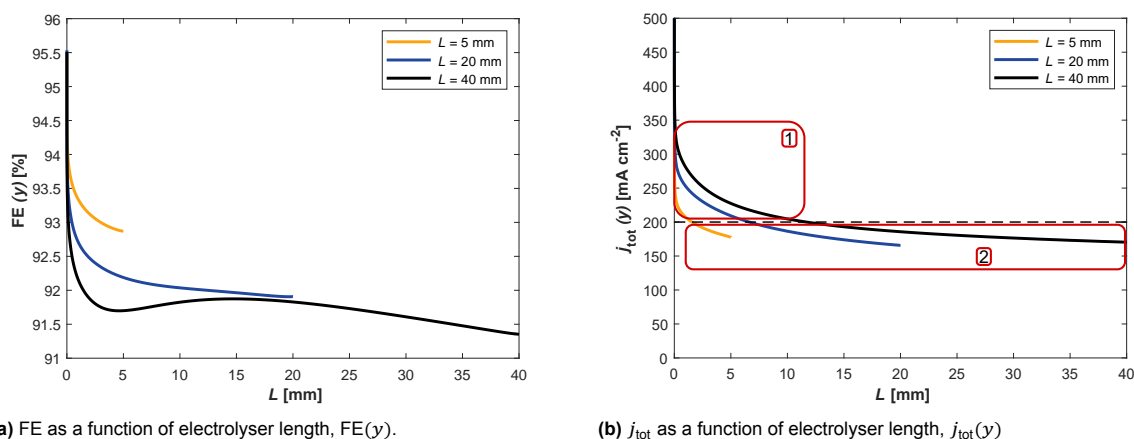 96
95.5
95
94.5
94
93.5
93
92.5
92
91.5
91
FE (y) [%]
0 5 10 15 20 25 30 35 40
L [mm]
L = 5 mm
L = 20 mm
L = 40 mm
a) FE as a function of electrolyser length, FE(y).
500
450
400
350
300
250
200
150
100
50
0
j_tot (y) [mA cm⁻²]
0 5 10 15 20 25 30 35 40
L [mm]
L = 5 mm
L = 20 mm
L = 40 mm
1
2
(b) j_tot as a function of electrolyser length, j_tot(y)